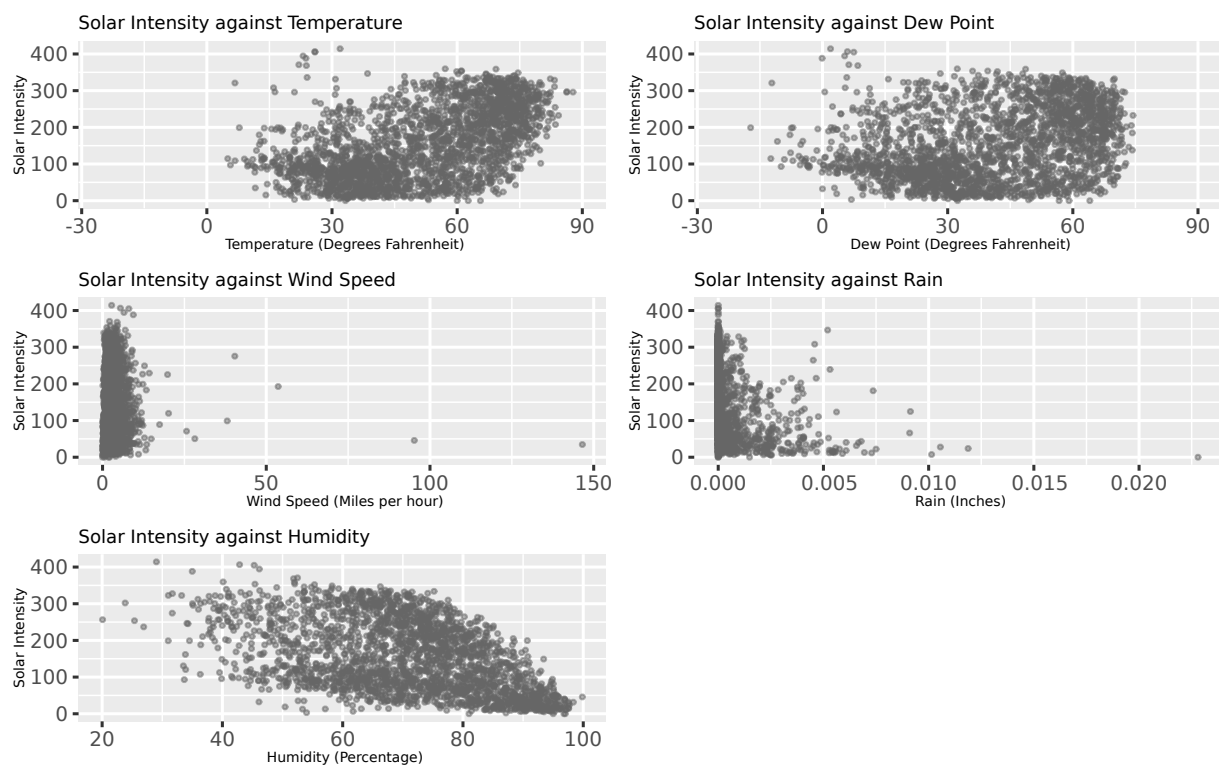 Solar Intensity against Temperature
Solar Intensity
400
300
200
100
0
-30 0 30 60 90
Temperature (Degrees Fahrenheit)
Solar Intensity against Dew Point
Solar Intensity
400
300
200
100
0
-30 0 30 60 90
Dew Point (Degrees Fahrenheit)
Solar Intensity against Wind Speed
Solar Intensity
400
300
200
100
0
0 50 100 150
Wind Speed (Miles per hour)
Solar Intensity against Rain
Solar Intensity
400
300
200
100
0
0.000 0.005 0.010 0.015 0.020
Rain (Inches)
Solar Intensity against Humidity
Solar Intensity
400
300
200
100
0
20 40 60 80 100
Humidity (Percentage)